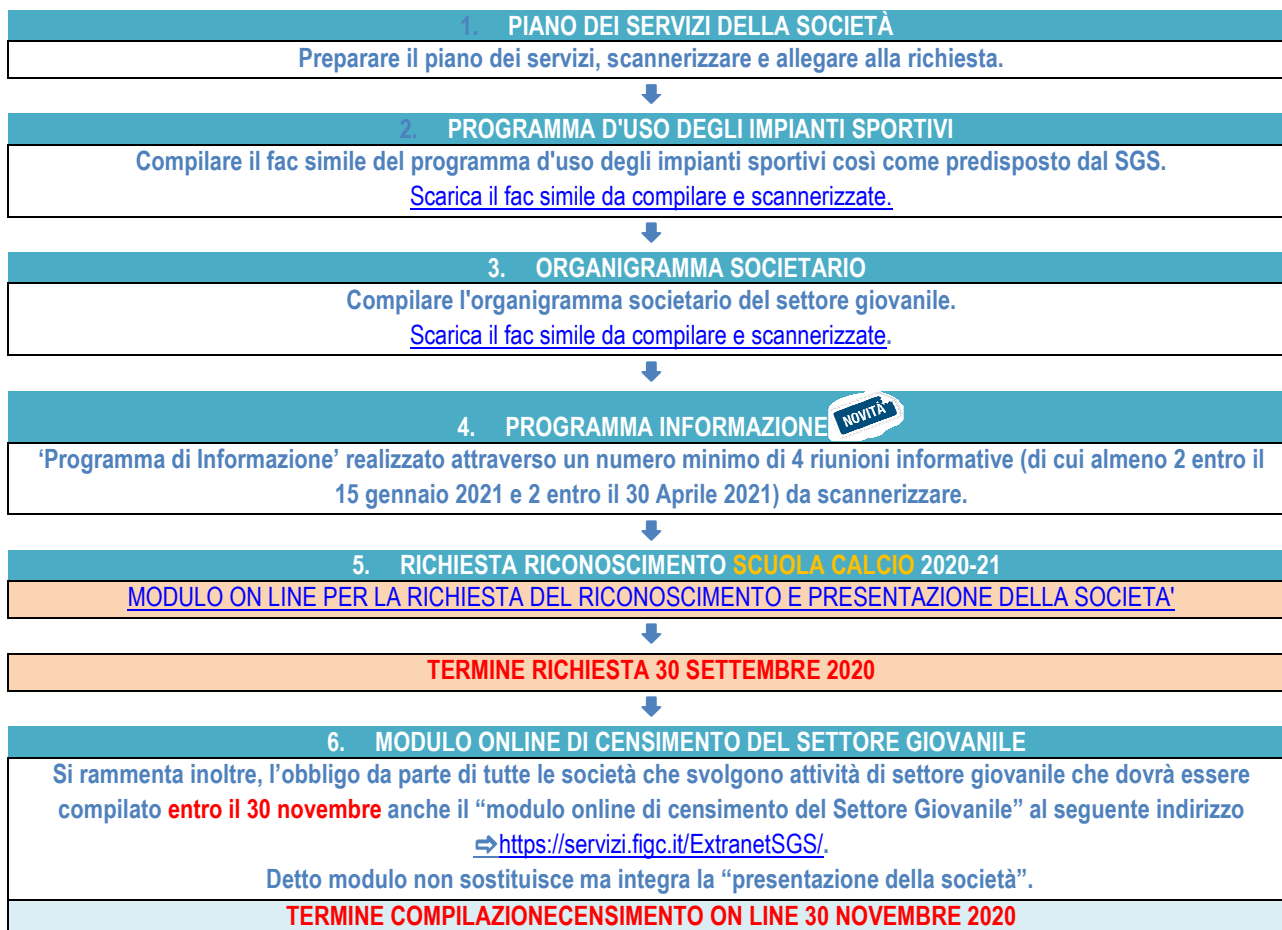 1. PIANO DEI SERVIZI DELLA SOCIETÀ
Preparare il piano dei servizi, scannerizzare e allegare alla richiesta.
2. PROGRAMMA D'USO DEGLI IMPIANTI SPORTIVI
Compilare il fac simile del programma d'uso degli impianti sportivi così come predisposto dal SGS.
Scarica il fac simile da compilare e scannerizzate.
3. ORGANIGRAMMA SOCIETARIO
Compilare l'organigramma societario del settore giovanile.
Scarica il fac simile da compilare e scannerizzate.
4. PROGRAMMA INFORMAZIONE NOVITÀ
‘Programma di Informazione’ realizzato attraverso un numero minimo di 4 riunioni informative (di cui almeno 2 entro il
15 gennaio 2021 e 2 entro il 30 Aprile 2021) da scannerizzare.
5. RICHIESTA RICONOSCIMENTO SCUOLA CALCIO 2020-21
MODULO ON LINE PER LA RICHIESTA DEL RICONOSCIMENTO E PRESENTAZIONE DELLA SOCIETA'
TERMINE RICHIESTA 30 SETTEMBRE 2020
6. MODULO ONLINE DI CENSIMENTO DEL SETTORE GIOVANILE
Si rammenta inoltre, l’obbligo da parte di tutte le società che svolgono attività di settore giovanile che dovrà essere
compilato entro il 30 novembre anche il “modulo online di censimento del Settore Giovanile” al seguente indirizzo
⇨https://servizi.figc.it/ExtranetSGS/.
Detto modulo non sostituisce ma integra la “presentazione della società”.
TERMINE COMPILAZIONECENSIMENTO ON LINE 30 NOVEMBRE 2020